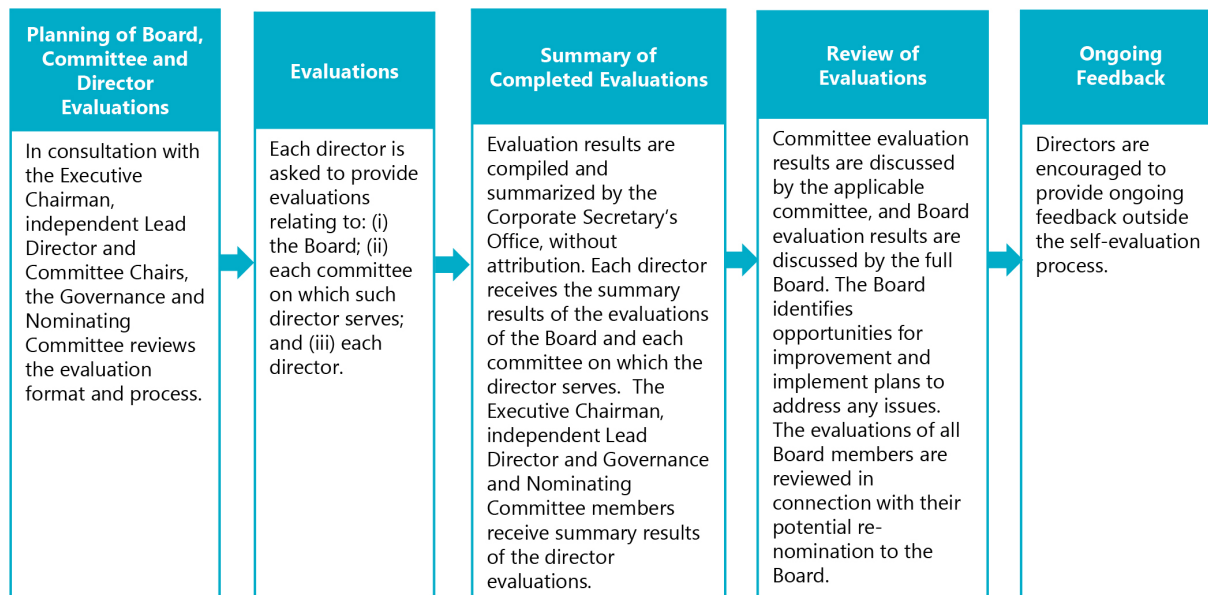 Planning of Board,
Committee and
Director
Evaluations
In consultation with
the Executive
Chairman,
independent Lead
Director and
Committee Chairs,
the Governance and
Nominating
Committee reviews
the evaluation
format and process.
Evaluations
Each director is
asked to provide
evaluations
relating to: (i)
the Board; (ii)
each committee
on which such
director serves;
and (iii) each
director.
Summary of
Completed Evaluations
Evaluation results are
compiled and
summarized by the
Corporate Secretary’s
Office, without
attribution. Each director
receives the summary
results of the evaluations
of the Board and each
committee on which the
director serves.  The
Executive Chairman,
independent Lead
Director and Governance
and Nominating
Committee members
receive summary results
of the director
evaluations.
Review of
Evaluations
Committee evaluation
results are discussed
by the applicable
committee, and Board
evaluation results are
discussed by the full
Board. The Board
identifies
opportunities for
improvement and
implement plans to
address any issues.
The evaluations of all
Board members are
reviewed in
connection with their
potential re-
nomination to the
Board.
Ongoing
Feedback
Directors are
encouraged to
provide ongoing
feedback outside
the self-evaluation
process.